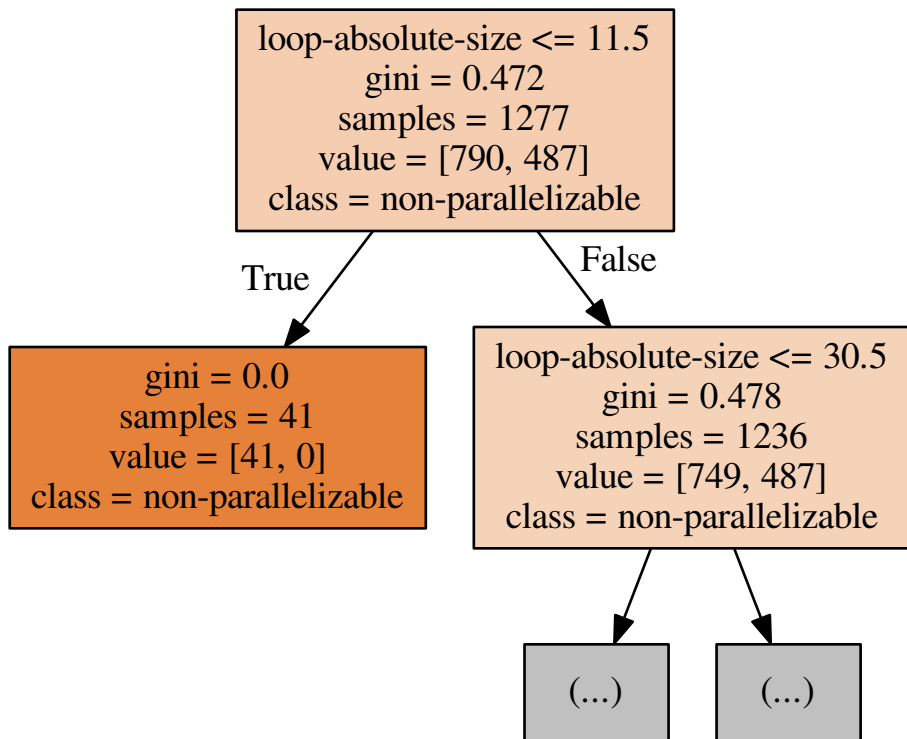 loop-absolute-size <= 11.5
gini = 0.472
samples = 1277
value = [790, 487]
class = non-parallelizable
True
False
gini = 0.0
samples = 41
value = [41, 0]
class = non-parallelizable
loop-absolute-size <= 30.5
gini = 0.478
samples = 1236
value = [749, 487]
class = non-parallelizable
(...)
(...)